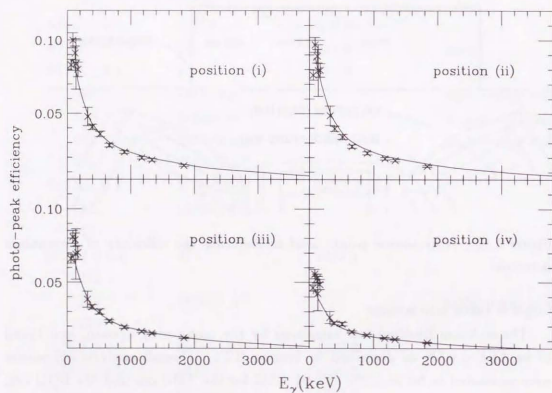 0.10
position (i)
position (ii)
0.05
photo-peak efficiency
0.10
position (iii)
position (iv)
0.05
0
1000
2000
3000
0
1000
2000
3000
Eγ(keV)